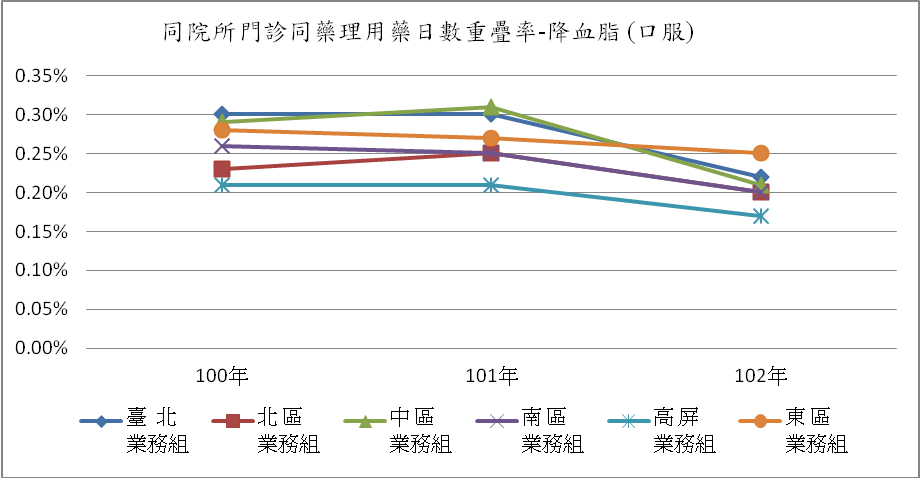 同院所門診同藥理用藥日數重疊率-降血脂(口服)
0.35%
0.30%
0.25%
0.20%
0.15%
0.10%
0.05%
0.00%
100年 101年 102年
臺北 北區 中區 南區 高屏 東區
業務組 業務組 業務組 業務組 業務組 業務組